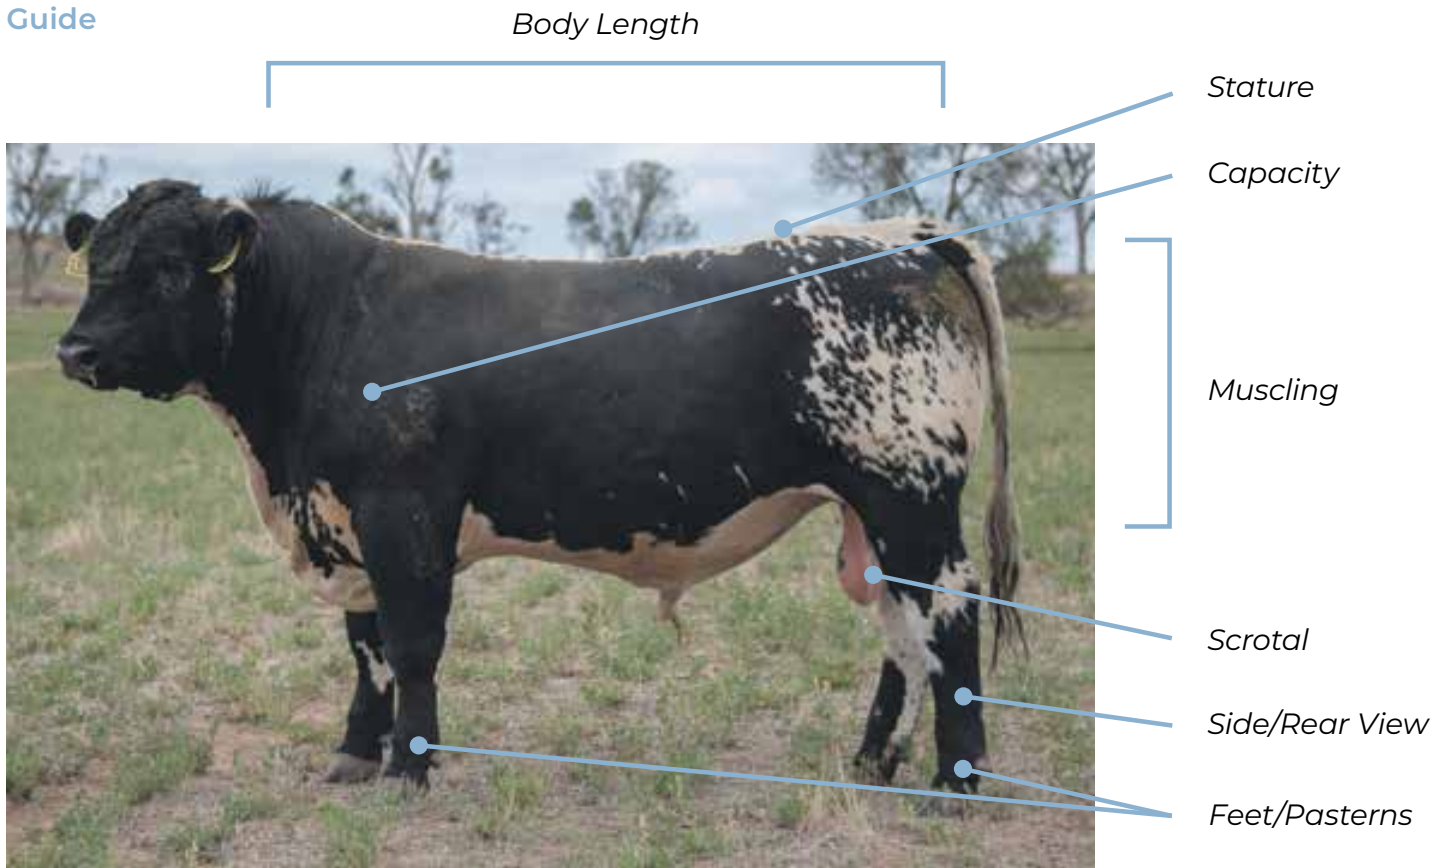 Guide
Body Length
Stature
Capacity
Muscling
Scrotal
Side/Rear View
Feet/Pasterns